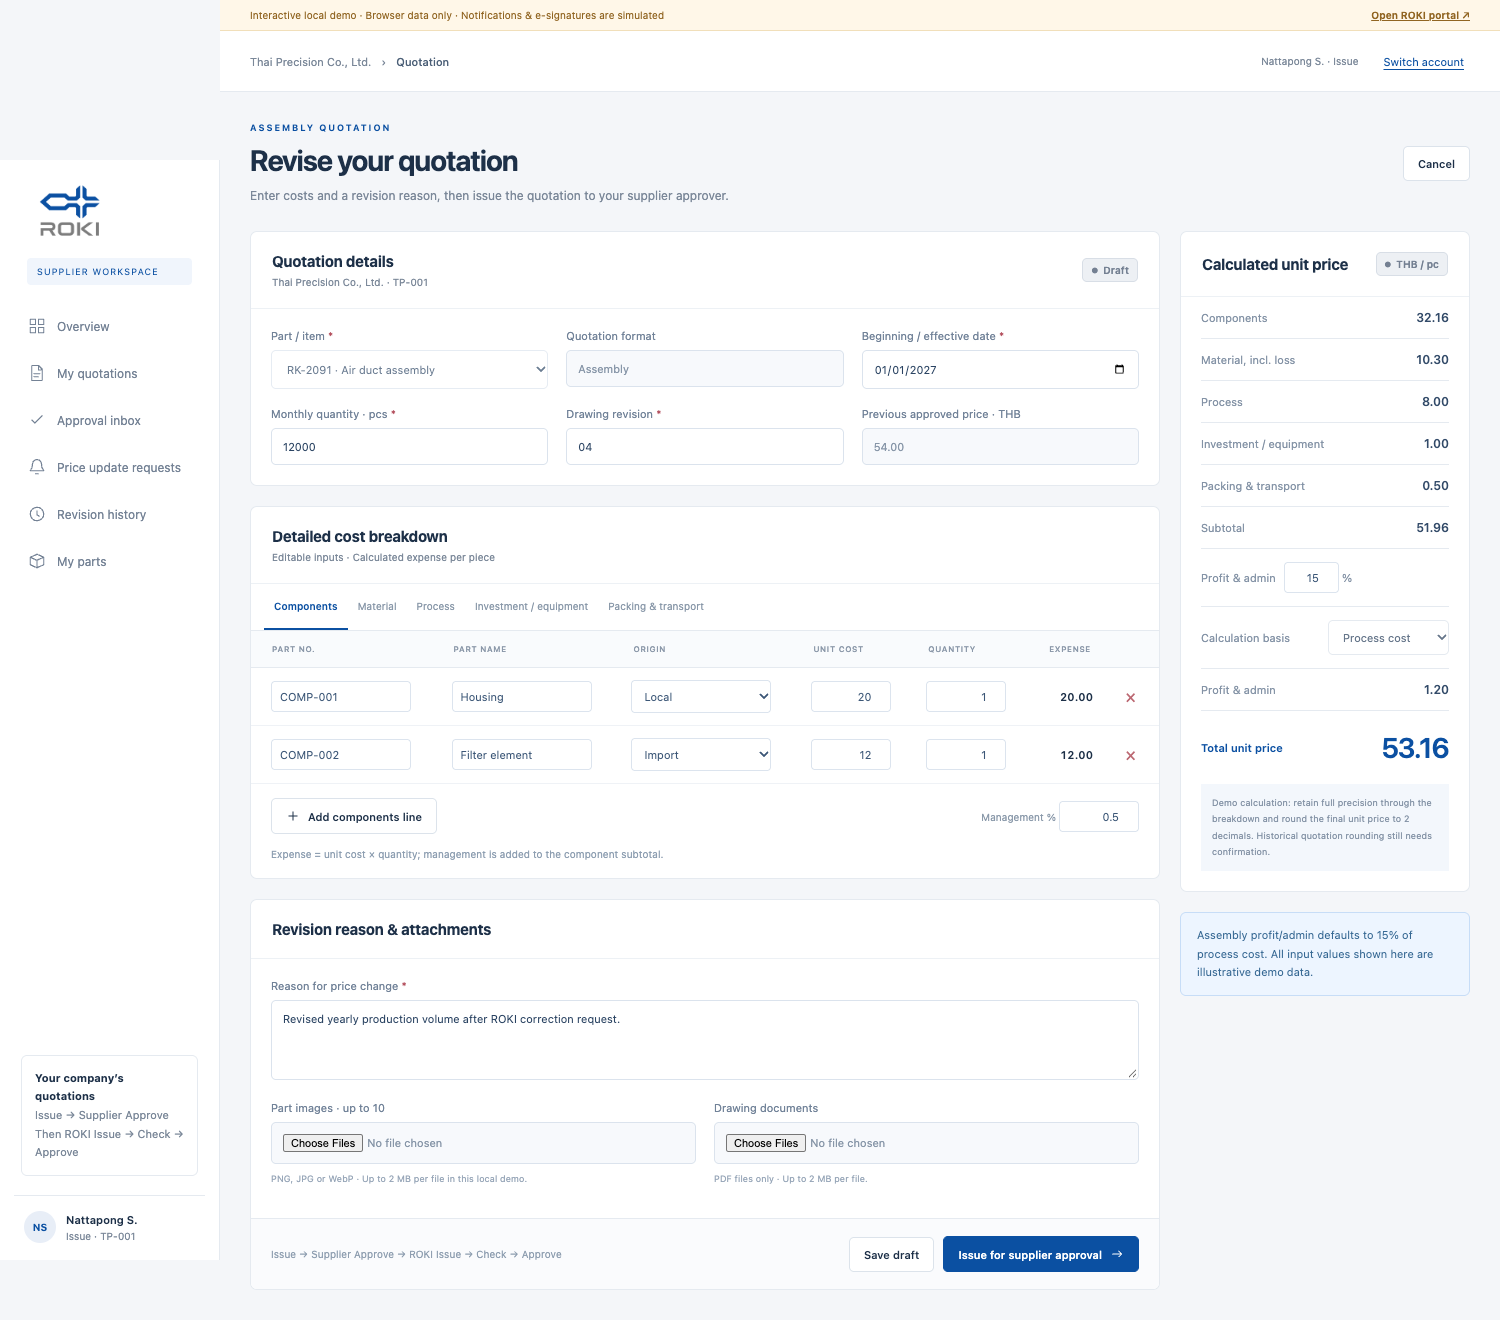 Interactive local demo · Browser data only · Notifications & e-signatures are simulated
Open ROKI portal ↗
Thai Precision Co., Ltd. › Quotation
Nattapong S. · Issue
Switch account
ROKI
SUPPLIER WORKSPACE
Overview
My quotations
Approval inbox
Price update requests
Revision history
My parts
Your company's
quotations
Issue → Supplier Approve
Then ROKI Issue → Check →
Approve
NS
Nattapong S.
Issue · TP-001
ASSEMBLY QUOTATION
Revise your quotation
Enter costs and a revision reason, then issue the quotation to your supplier approver.
Cancel
Quotation details
Thai Precision Co., Ltd. · TP-001
Draft
Part / item *
Quotation format
Beginning / effective date *
RK-2091 · Air duct assembly
Assembly
01/01/2027
Monthly quantity · pcs *
Drawing revision *
Previous approved price · THB
12000
04
54.00
Detailed cost breakdown
Editable inputs · Calculated expense per piece
Components
Material
Process
Investment / equipment
Packing & transport
PART NO.
PART NAME
ORIGIN
UNIT COST
QUANTITY
EXPENSE
COMP-001
Housing
Local
20
1
20.00
COMP-002
Filter element
Import
12
1
12.00
Add components line
Management %
0.5
Expense = unit cost × quantity; management is added to the component subtotal.
Revision reason & attachments
Reason for price change *
Revised yearly production volume after ROKI correction request.
Part images · up to 10
Drawing documents
Choose Files No file chosen
Choose Files No file chosen
PNG, JPG or WebP · Up to 2 MB per file in this local demo.
PDF files only · Up to 2 MB per file.
Issue → Supplier Approve → ROKI Issue → Check → Approve
Save draft
Issue for supplier approval →
Calculated unit price
THB / pc
Components 32.16
Material, incl. loss 10.30
Process 8.00
Investment / equipment 1.00
Packing & transport 0.50
Subtotal 51.96
Profit & admin 15 %
Calculation basis Process cost
Profit & admin 1.20
Total unit price 53.16
Demo calculation: retain full precision through the
breakdown and round the final unit price to 2
decimals. Historical quotation rounding still needs
confirmation.
Assembly profit/admin defaults to 15% of
process cost. All input values shown here are
illustrative demo data.